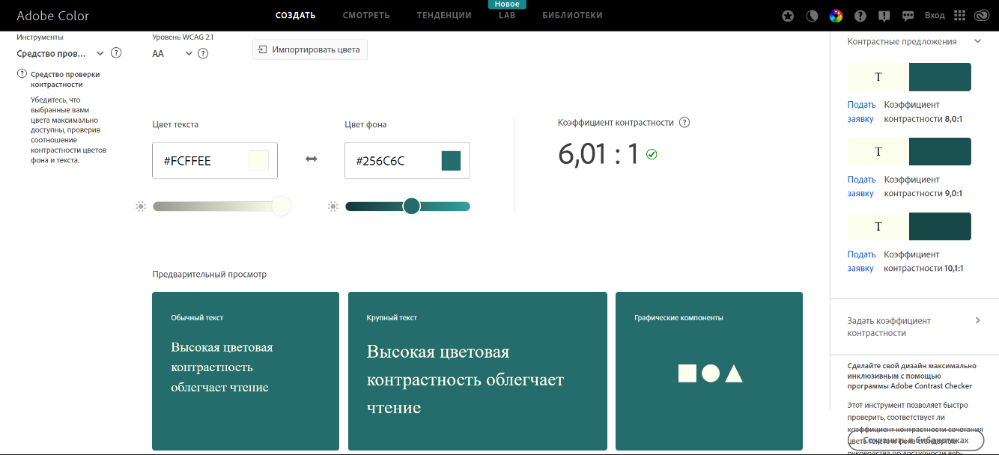 Adobe Color
СОЗДАТЬ
СМОТРЕТЬ
ТЕНДЕНЦИИ
Новое
LAB
БИБЛИОТЕКИ
Вход
Инструменты
Средство пров...
Средство проверки
контрастности
Убедитесь, что
выбранные вами
цвета максимально
доступны, проверив
соотношение
контрастности цветов
фона и текста.
Уровень WCAG 2.1
AA
Импортировать цвета
Цвет текста
#FCFFEE
Цвет фона
#256C6C
Коэффициент контрастности
6,01 : 1
Предварительный просмотр
Обычный текст
Высокая цветовая
контрастность
облегчает чтение
Крупный текст
Высокая цветовая
контрастность облегчает
чтение
Графические компоненты
Контрастные предложения
T
Подать
заявку
Коэффициент
контрастности 8,0:1
T
Подать
заявку
Коэффициент
контрастности 9,0:1
T
Подать
заявку
Коэффициент
контрастности 10,1:1
Задать коэффициент
контрастности
Сделайте свой дизайн максимально
инклюзивным с помощью
программы Adobe Contrast Checker
Этот инструмент позволяет быстро
проверить, соответствует ли
коэффициент контрастности сочетания
Сохранить в библиотеках
руководства по доступности веб-